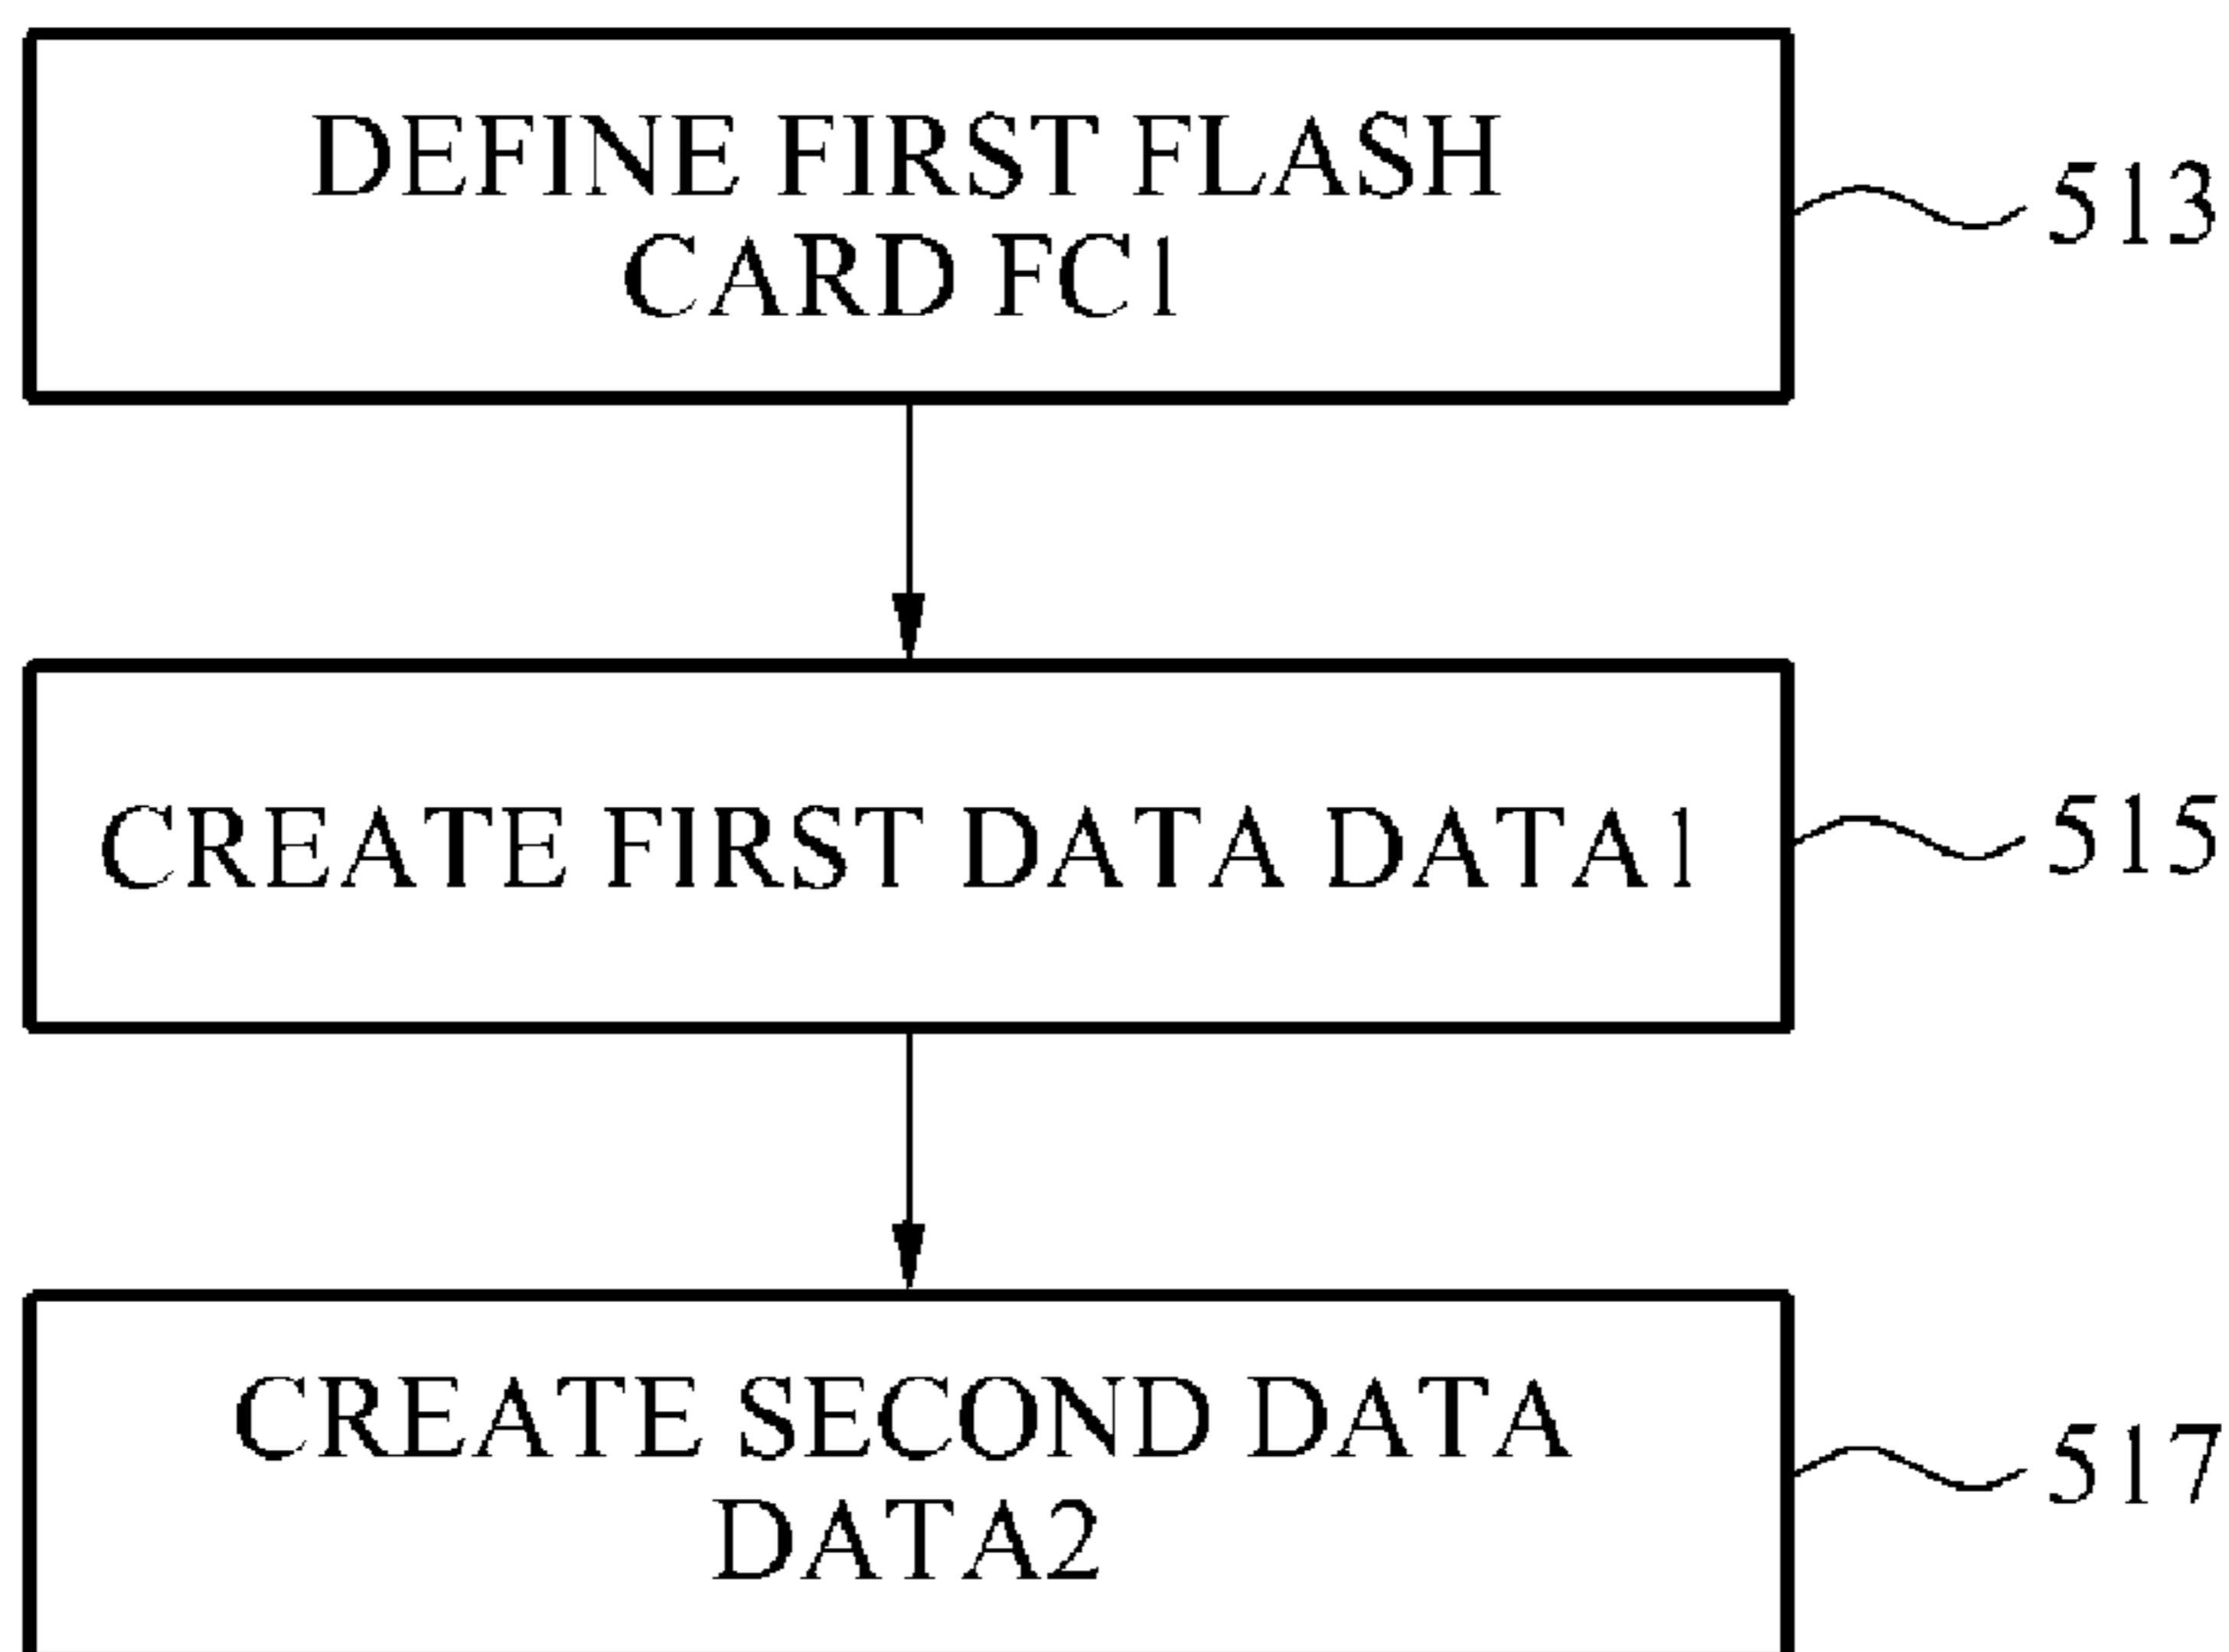 DEFINE FIRST FLASH
CARD FC1
513
CREATE FIRST DATA DATA1
515
CREATE SECOND DATA
DATA2
517